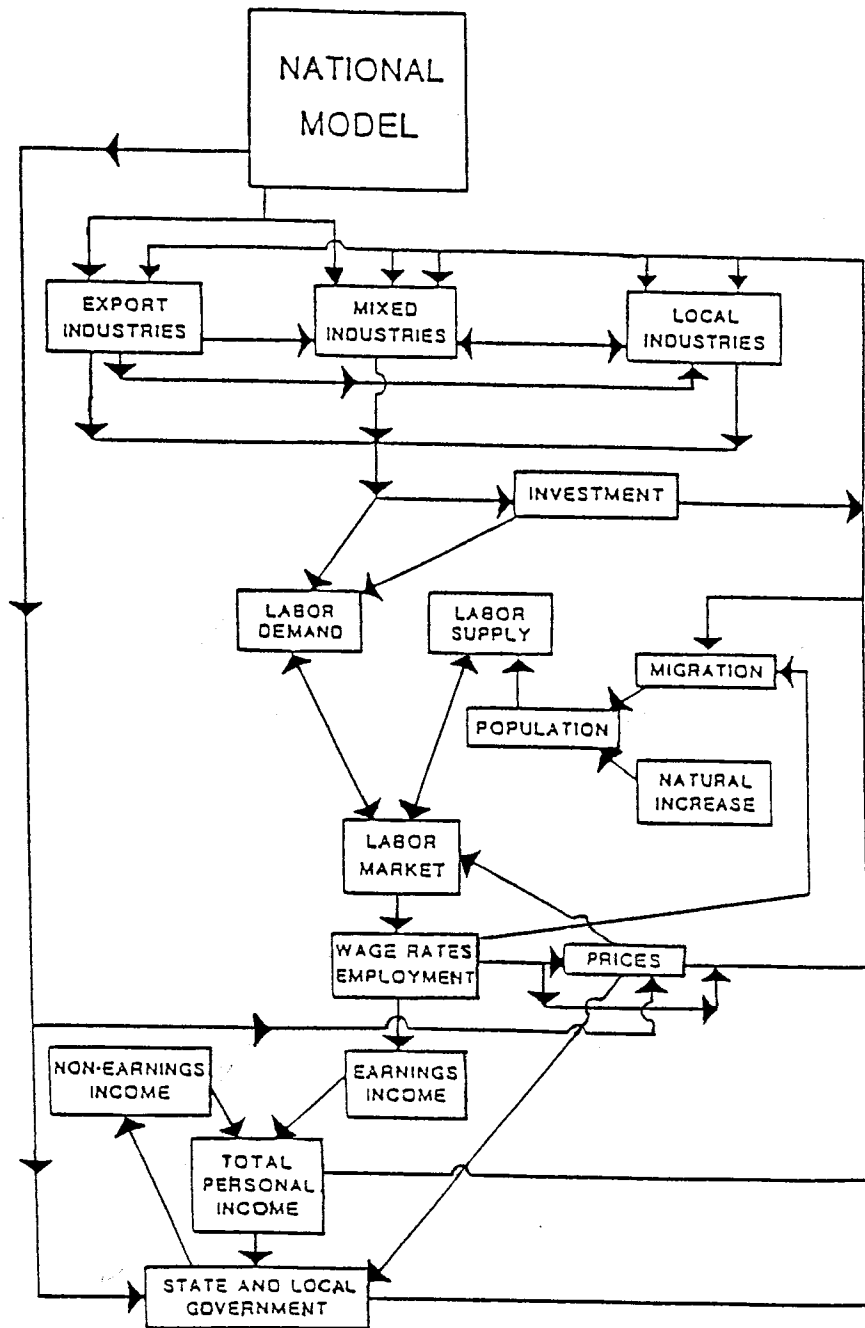 NATIONAL
MODEL
EXPORT
INDUSTRIES
MIXED
INDUSTRIES
LOCAL
INDUSTRIES
INVESTMENT
LABOR
DEMAND
LABOR
SUPPLY
MIGRATION
POPULATION
NATURAL
INCREASE
LABOR
MARKET
WAGE RATES
EMPLOYMENT
PRICES
NON-EARNINGS
INCOME
EARNINGS
INCOME
TOTAL
PERSONAL
INCOME
STATE AND LOCAL
GOVERNMENT